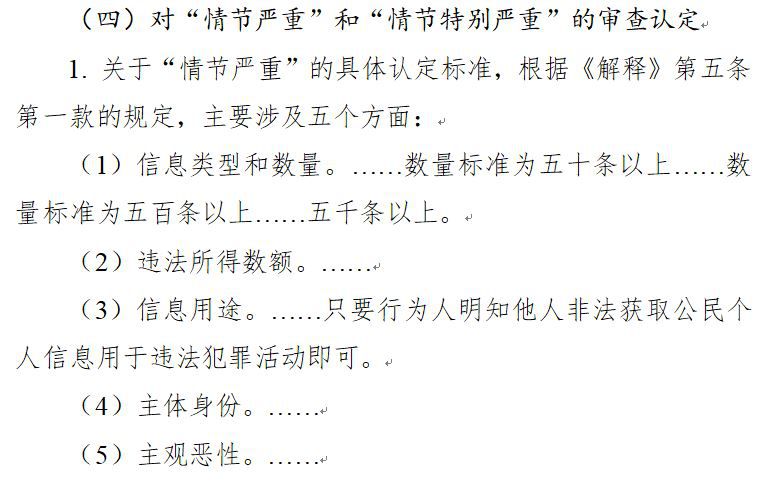 （四）对“情节严重”和“情节特别严重”的审查认定
1. 关于“情节严重”的具体认定标准，根据《解释》第五条
第一款的规定，主要涉及五个方面：
（1）信息类型和数量。……数量标准为五十条以上……数
量标准为五百条以上……五千条以上。
（2）违法所得数额。……
（3）信息用途。……只要行为人明知他人非法获取公民个
人信息用于违法犯罪活动即可。
（4）主体身份。……
（5）主观恶性。……